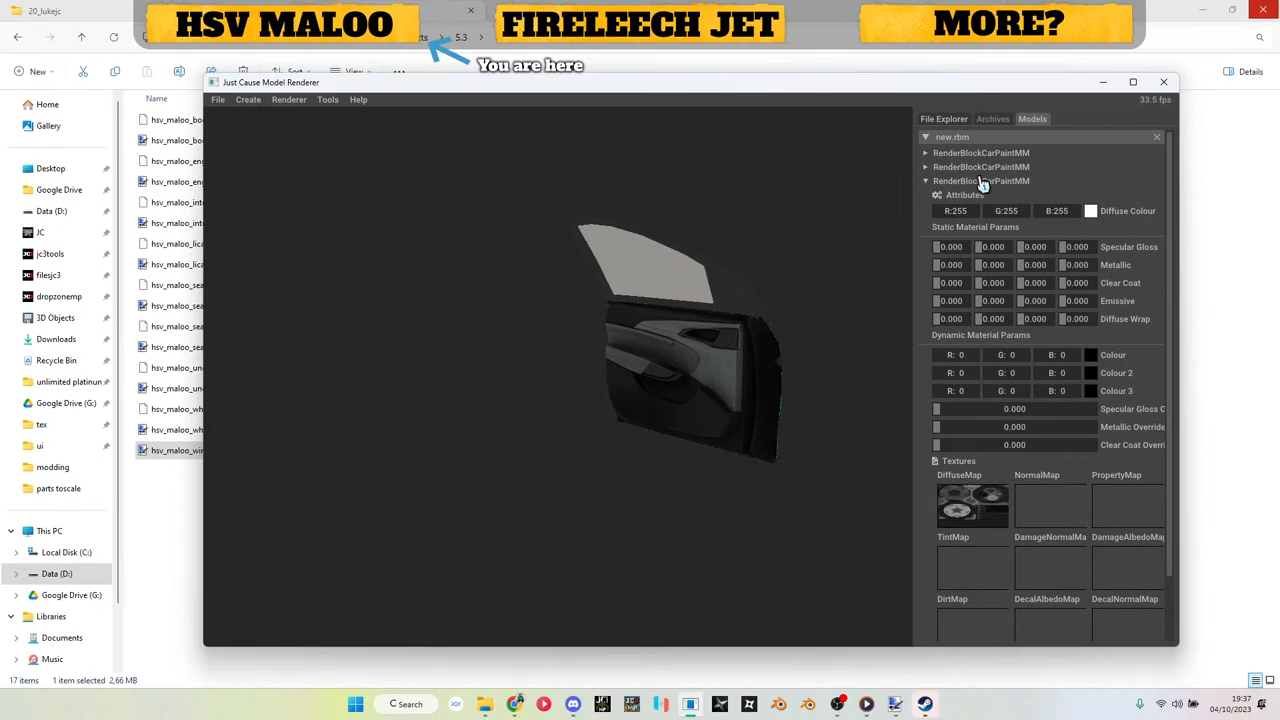 20_lukejc
HSV MALOO
FIRELEECH JET
MORE?
cts > 5.3 >
You are here
New
Sort
View
Details
Just Cause Model Renderer
File Create Renderer Tools Help
33.5 fps
Home
Gallery
Desktop
Google Drive
Data (D:)
JC
jc3tools
filesjc3
dropzonemp
3D Objects
Downloads
Recycle Bin
unlimited platinun
Google Drive (G:)
tex
ui
modding
parts toscale
This PC
Local Disk (C:)
Data (D:)
Google Drive (G:)
Libraries
Documents
Music
Name
hsv_maloo_bo
hsv_maloo_bo
hsv_maloo_en
hsv_maloo_en
hsv_maloo_int
hsv_maloo_int
hsv_maloo_lica
hsv_maloo_lica
hsv_maloo_sea
hsv_maloo_sea
hsv_maloo_sea
hsv_maloo_sea
hsv_maloo_un
hsv_maloo_un
hsv_maloo_wh
hsv_maloo_wh
hsv_maloo_win
File Explorer Archives Models
new.rbm
RenderBlockCarPaintMM
RenderBlockCarPaintMM
RenderBlockCarPaintMM
Attributes
R:255 G:255 B:255 Diffuse Colour
Static Material Params
0.000 0.000 0.000 0.000 Specular Gloss
0.000 0.000 0.000 0.000 Metallic
0.000 0.000 0.000 0.000 Clear Coat
0.000 0.000 0.000 0.000 Emissive
0.000 0.000 0.000 0.000 Diffuse Wrap
Dynamic Material Params
R: 0 G: 0 B: 0 Colour
R: 0 G: 0 B: 0 Colour 2
R: 0 G: 0 B: 0 Colour 3
0.000 Specular Gloss O
0.000 Metallic Override
0.000 Clear Coat Overri
Textures
DiffuseMap NormalMap PropertyMap
TintMap DamageNormalMa DamageAlbedoMap
DirtMap DecalAlbedoMap DecalNormalMap
17 items 1 item selected 2,66 MB
Search
19:37
04/10/2023